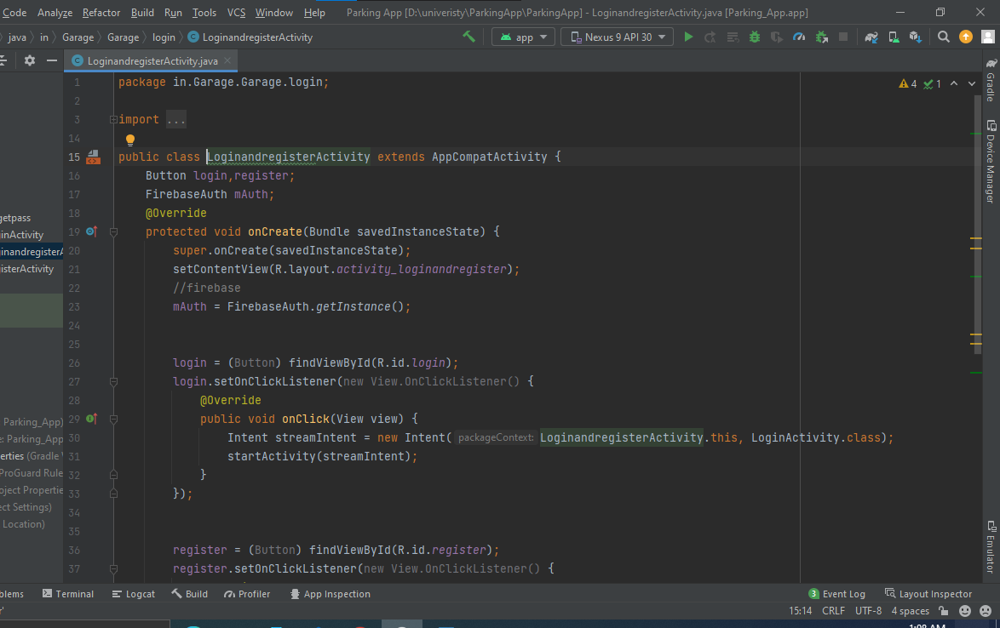 Code Analyze Refactor Build Run Tools VCS Window Help Parking App [D:\univeristy\ParkingApp\ParkingApp] - LoginandregisterActivity.java [Parking_App.app]
java in Garage Garage login LoginandregisterActivity app Nexus 9 API 30
LoginandregisterActivity.java
1 package in.Garage.Garage.login;
4 1
2
3 import ...
14
15 public class LoginandregisterActivity extends AppCompatActivity {
16 Button login,register;
17 FirebaseAuth mAuth;
18 @Override
19 protected void onCreate(Bundle savedInstanceState) {
20 super.onCreate(savedInstanceState);
21 setContentView(R.layout.activity_loginandregister);
22 //firebase
23 mAuth = FirebaseAuth.getInstance();
24
25
26 login = (Button) findViewById(R.id.login);
27 login.setOnClickListener(new View.OnClickListener() {
28 @Override
29 public void onClick(View view) {
30 Intent streamIntent = new Intent( packageContext: LoginandregisterActivity.this, LoginActivity.class);
31 startActivity(streamIntent);
32 }
33 });
34
35
36 register = (Button) findViewById(R.id.register);
37 register.setOnClickListener(new View.OnClickListener() {
getpass
inActivity
inandregisterA
isterActivity
Parking_App)
e: Parking_App
erties (Gradle
ProGuard Rule
oject Propertie
ect Settings)
Location)
Gradle
Device Manager
Emulator
blems Terminal Logcat Build Profiler App Inspection 3 Event Log Layout Inspector
r' 15:14 CRLF UTF-8 4 spaces
1:08 AM